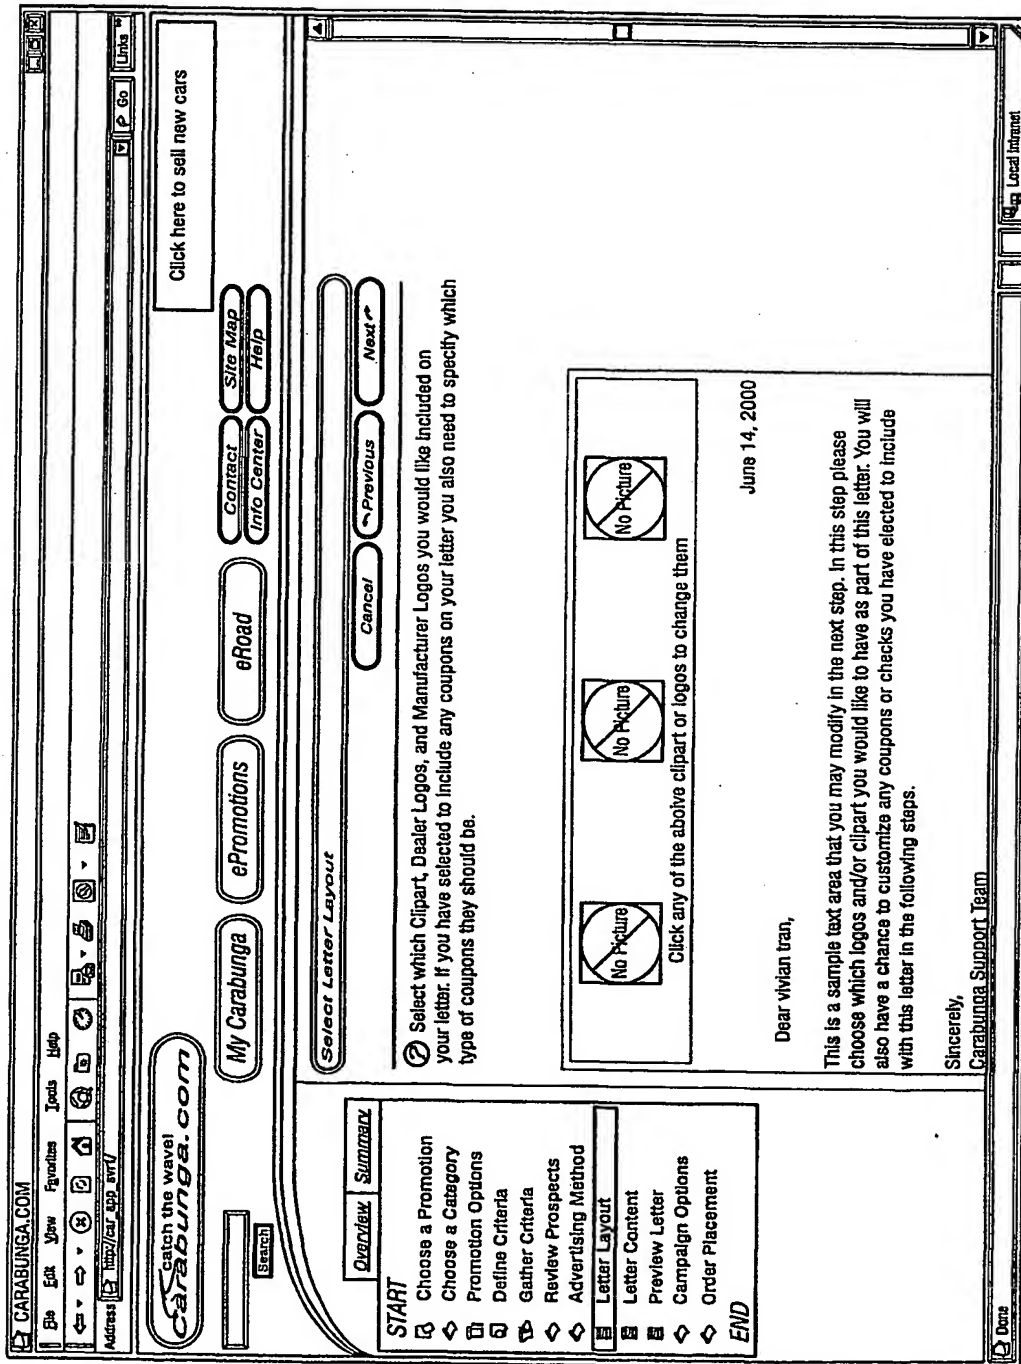 CARABUNGA.COM
File Edit View Favorites Tools Help
Address http://car_app_svr1/
Go Links »
catch the wave!
carabunga.com
Click here to sell new cars
My Carabunga
ePromotions
eRoad
Contact
Site Map
Info Center
Help
Search
Overview Summary
START
Choose a Promotion
Choose a Category
Promotion Options
Define Criteria
Gather Criteria
Review Prospects
Advertising Method
Letter Layout
Letter Content
Preview Letter
Campaign Options
Order Placement
END
Select Letter Layout
Cancel
Previous
Next
? Select which Clipart, Dealer Logos, and Manufacturer Logos you would like included on
your letter. If you have selected to include any coupons on your letter you also need to specify which
type of coupons they should be.
No Picture No Picture No Picture
Click any of the aboive clipart or logos to change them
June 14, 2000
Dear vivian tran,
This is a sample text area that you may modify in the next step. In this step please
choose which logos and/or clipart you would like to have as part of this letter. You will
also have a chance to customize any coupons or checks you have elected to include
with this letter in the following steps.
Sincerely,
Carabunga Support Team
Done
Local intranet